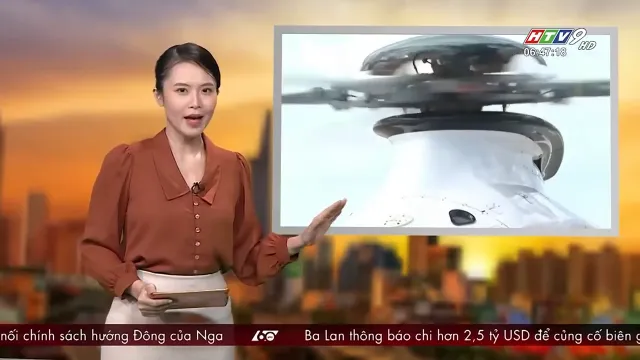 HTV9 HD
06:47:18
nối chính sách hướng Đông của Nga 60 Ba Lan thông báo chi hơn 2,5 tỷ USD để củng cố biên g